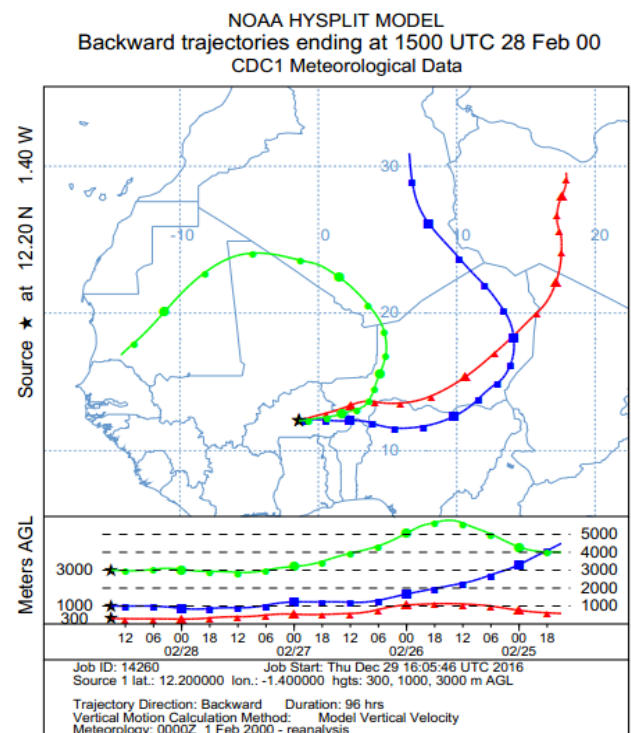 NOAA HYSPLIT MODEL
Backward trajectories ending at 1500 UTC 28 Feb 00
CDC1 Meteorological Data
Source ★ at 12.20 N 1.40 W
30
-10
0
10
20
20
10
Meters AGL
5000
4000
3000
3000
2000
1000
1000
300
12 06 00 18 12 06 00 18 12 06 00 18 12 06 00 18
02/28 02/27 02/26 02/25
Job ID: 14260 Job Start: Thu Dec 29 16:05:46 UTC 2016
Source 1 lat.: 12.200000 lon.: -1.400000 hgts: 300, 1000, 3000 m AGL
Trajectory Direction: Backward Duration: 96 hrs
Vertical Motion Calculation Method: Model Vertical Velocity
Meteorology: 0000Z 1 Feb 2000 - reanalysis